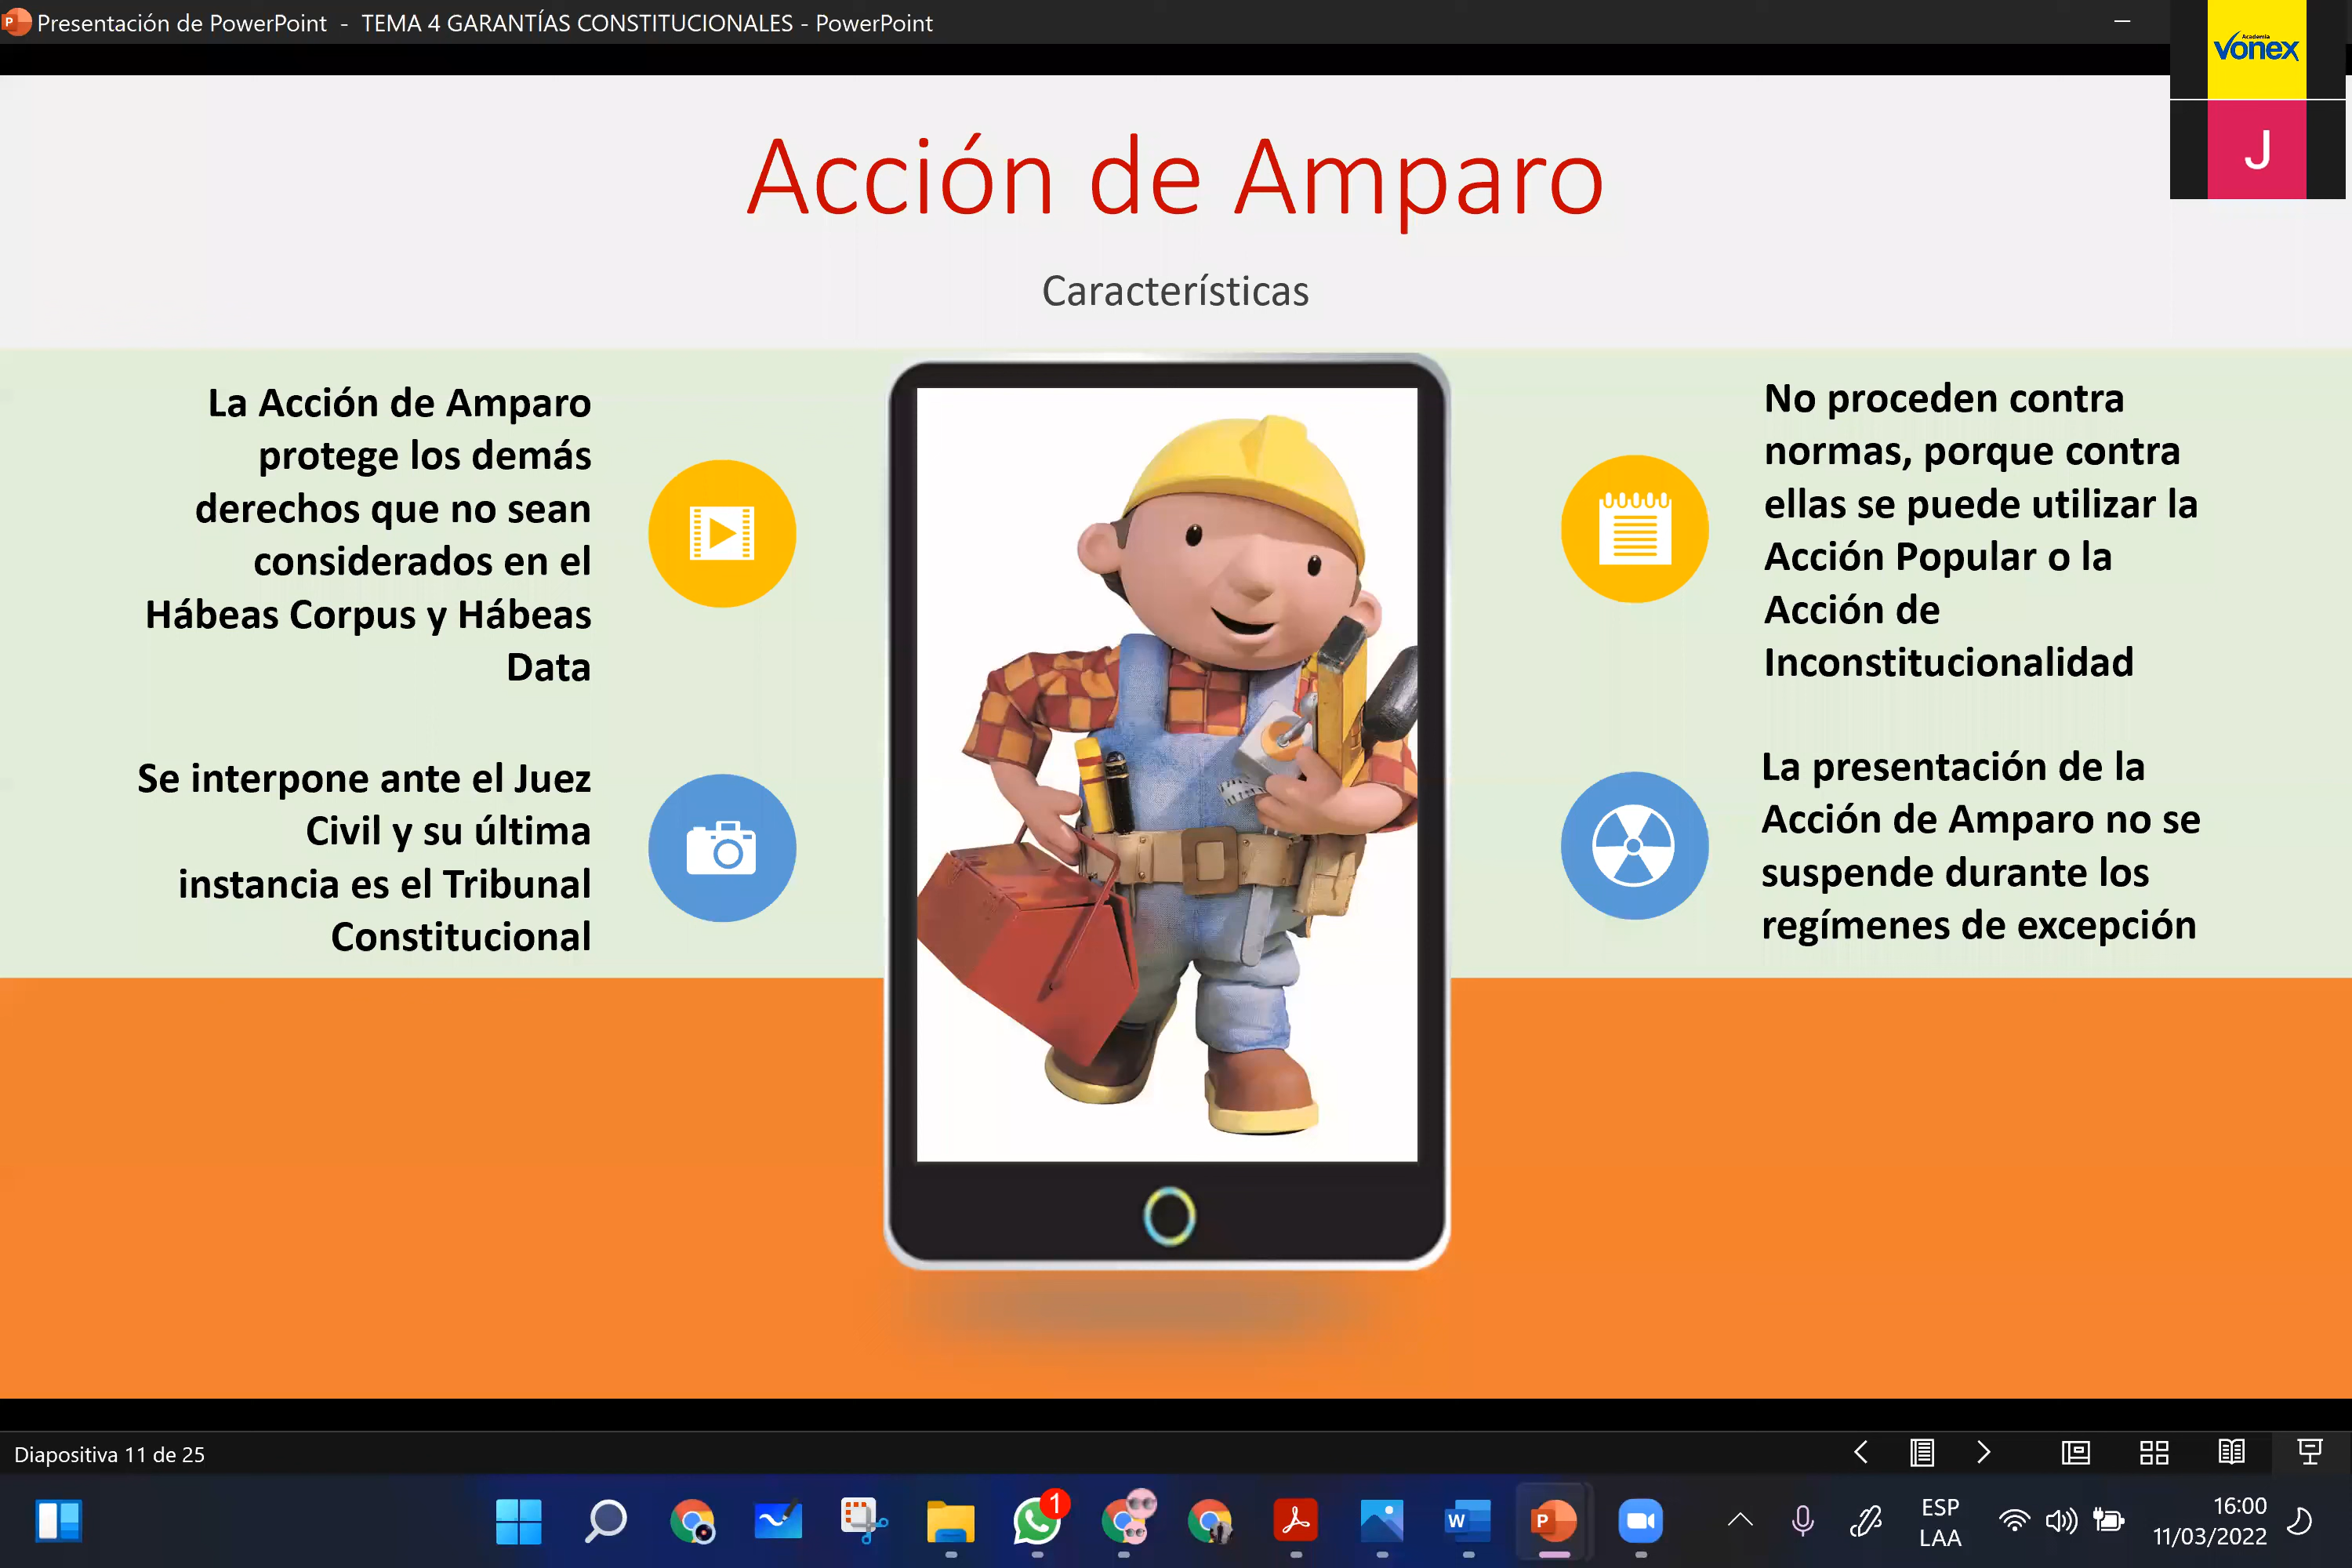 Presentación de PowerPoint - TEMA 4 GARANTÍAS CONSTITUCIONALES - PowerPoint
Academia
Vonex
J
Acción de Amparo
Características
La Acción de Amparo
protege los demás
derechos que no sean
considerados en el
Hábeas Corpus y Hábeas
Data
Se interpone ante el Juez
Civil y su última
instancia es el Tribunal
Constitucional
No proceden contra
normas, porque contra
ellas se puede utilizar la
Acción Popular o la
Acción de
Inconstitucionalidad
La presentación de la
Acción de Amparo no se
suspende durante los
regímenes de excepción
Diapositiva 11 de 25
1
W
P
ESP
LAA
16:00
11/03/2022